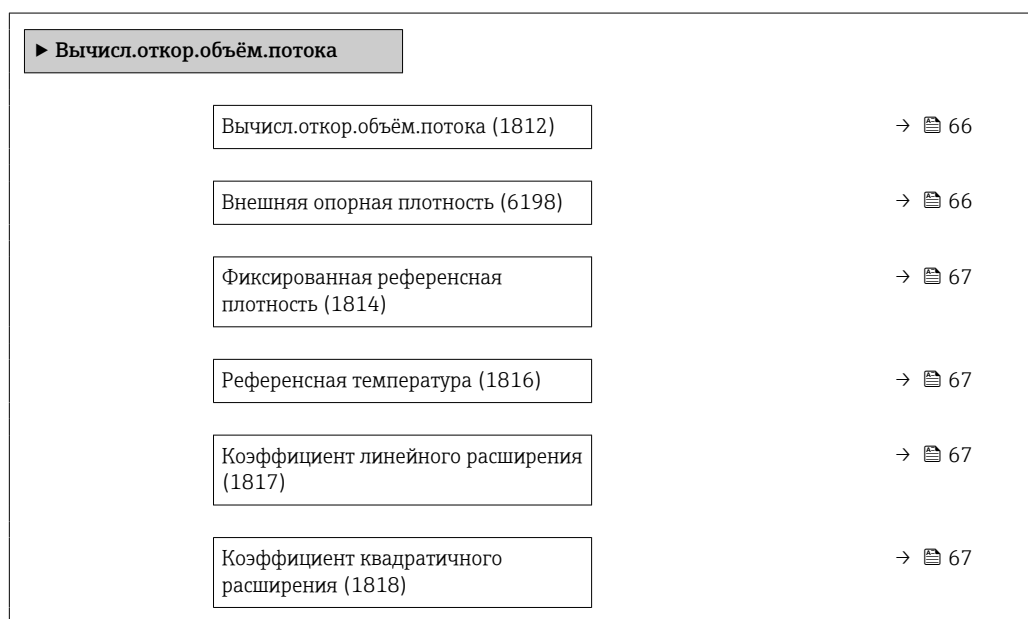 ▶ Вычисл.откор.объём.потока
Вычисл.откор.объём.потока (1812) → 66
Внешняя опорная плотность (6198) → 66
Фиксированная референсная → 67
плотность (1814)
Референсная температура (1816) → 67
Коэффициент линейного расширения → 67
(1817)
Коэффициент квадратичного → 67
расширения (1818)